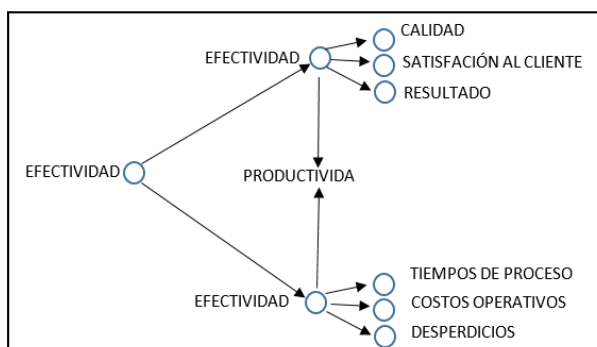 CALIDAD
EFECTIVIDAD
SATISFACIÓN AL CLIENTE
RESULTADO
EFECTIVIDAD
PRODUCTIVIDA
TIEMPOS DE PROCESO
EFECTIVIDAD
COSTOS OPERATIVOS
DESPERDICIOS